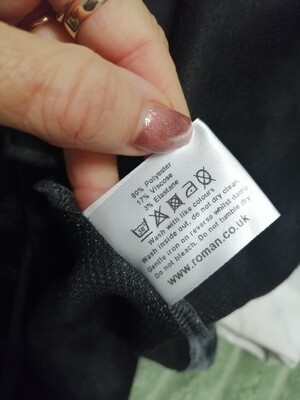 80% Polyester
17% Viscose
3% Elastane
Wash with like colours
Wash inside out, do not dry clean
Gentle iron on reverse whilst damp
Do not bleach. Do not tumble dry
www.roman.co.uk